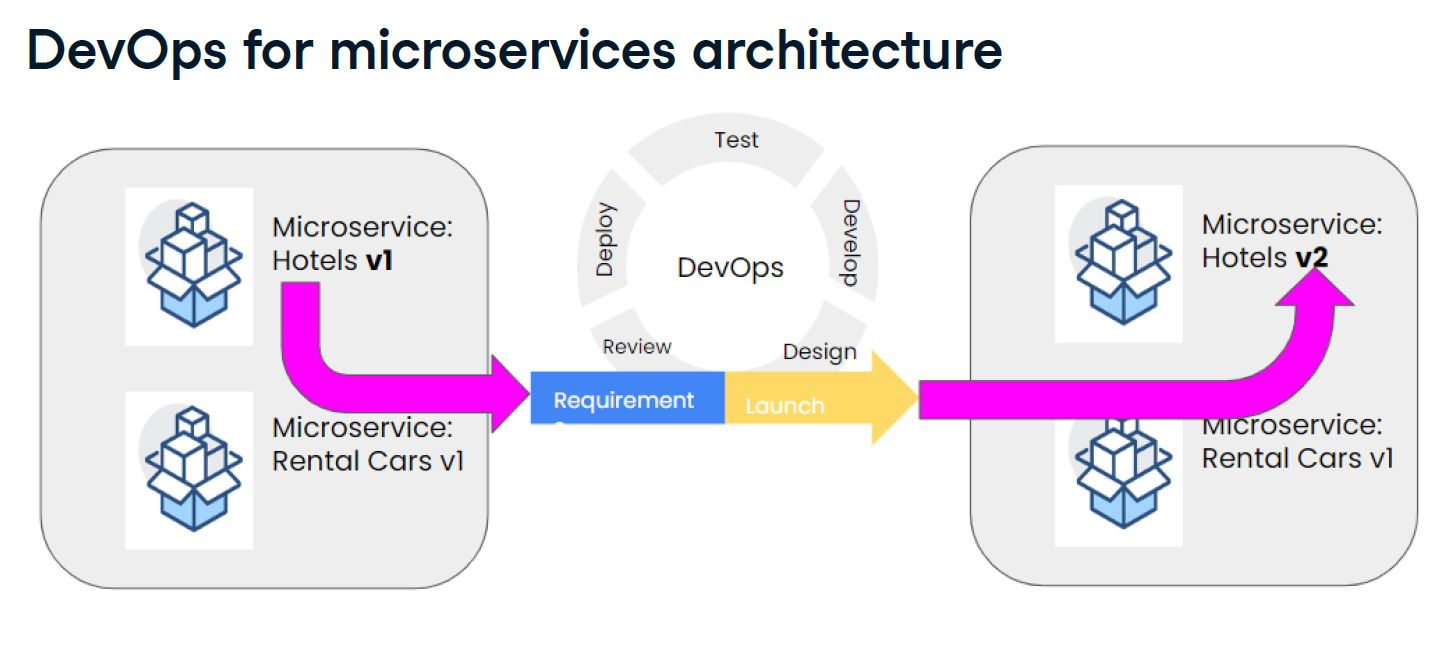 DevOps for microservices architecture
Microservice:
Hotels v1
Microservice:
Rental Cars v1
Test
Develop
Deploy
DevOps
Review
Design
Requirement
Launch
Microservice:
Hotels v2
Microservice:
Rental Cars v1